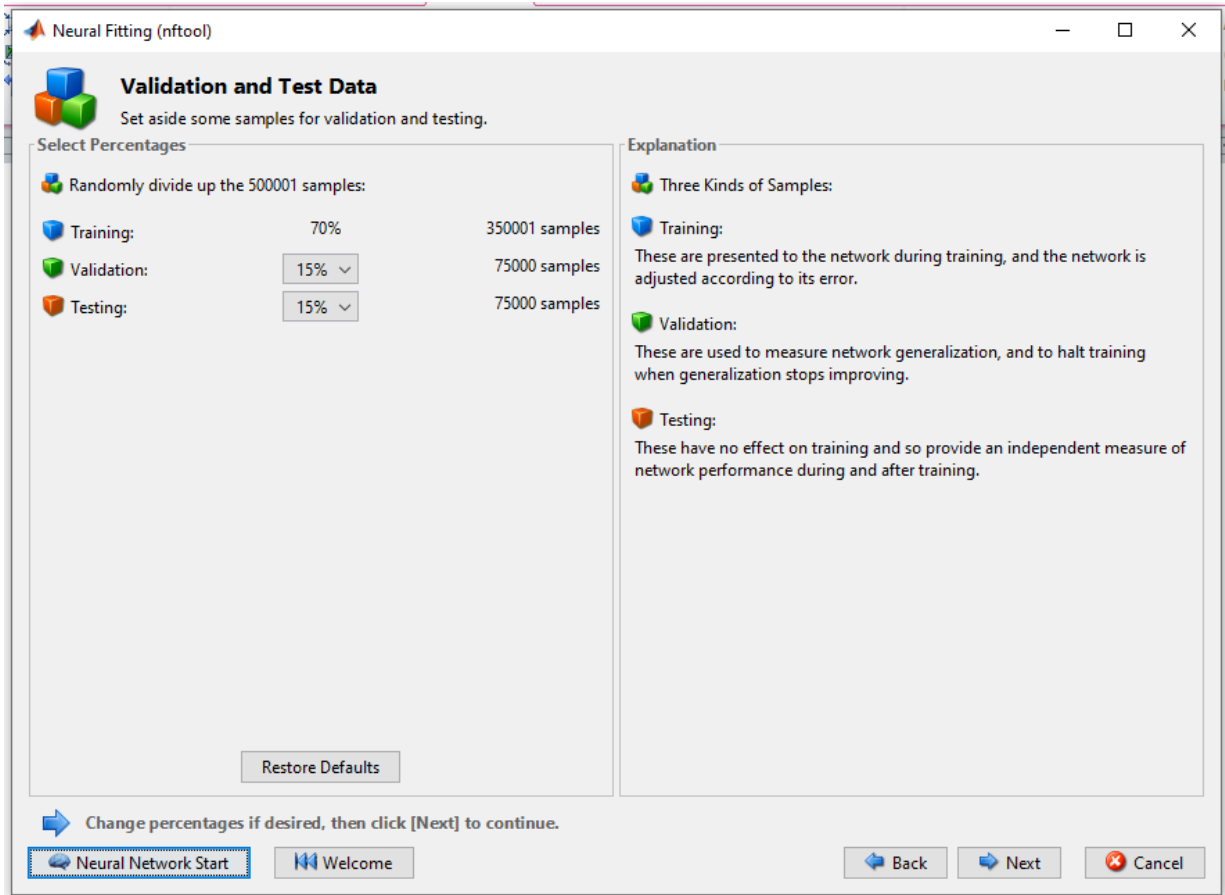 Neural Fitting (nftool)
Validation and Test Data
Set aside some samples for validation and testing.
Select Percentages
Randomly divide up the 500001 samples:
Training: 70% 350001 samples
Validation: 15% 75000 samples
Testing: 15% 75000 samples
Restore Defaults
Explanation
Three Kinds of Samples:
Training:
These are presented to the network during training, and the network is
adjusted according to its error.
Validation:
These are used to measure network generalization, and to halt training
when generalization stops improving.
Testing:
These have no effect on training and so provide an independent measure of
network performance during and after training.
Change percentages if desired, then click [Next] to continue.
Neural Network Start Welcome Back Next Cancel